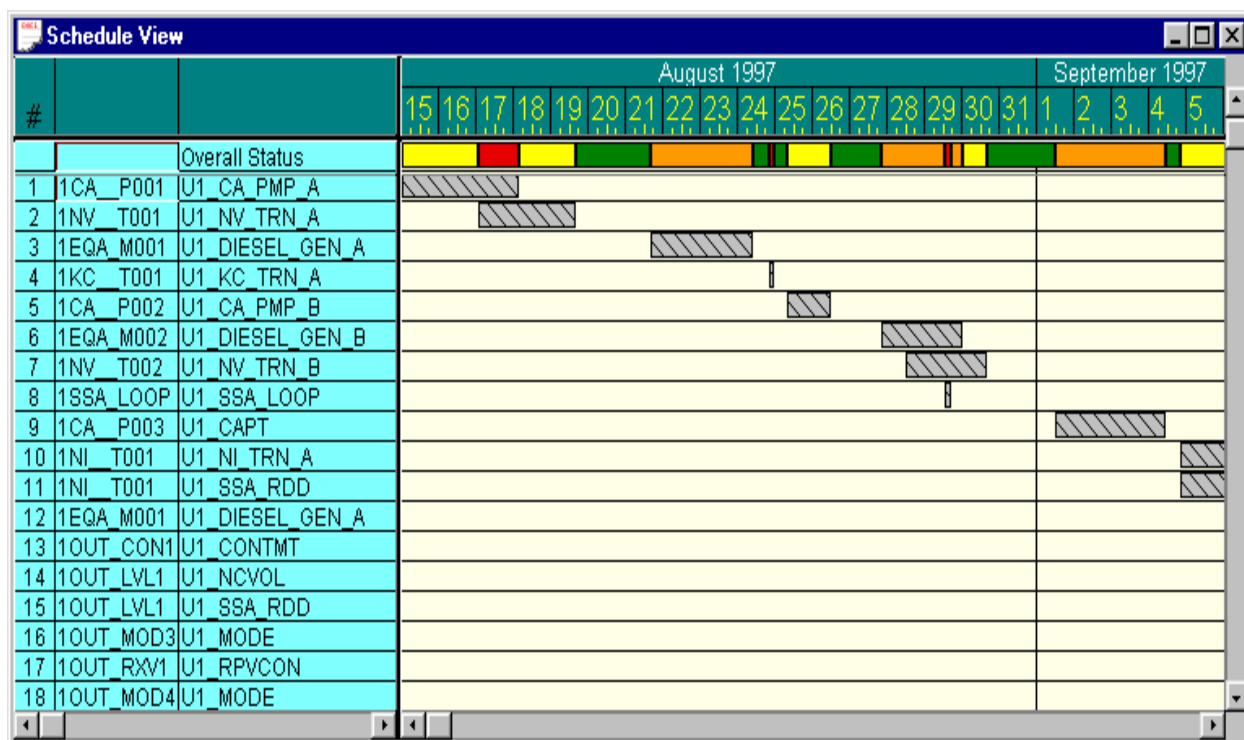 Schedule View
August 1997 September 1997
# 15 16 17 18 19 20 21 22 23 24 25 26 27 28 29 30 31 1 2 3 4 5
Overall Status
1 1CA__P001 U1_CA_PMP_A
2 1NV__T001 U1_NV_TRN_A
3 1EQA_M001 U1_DIESEL_GEN_A
4 1KC__T001 U1_KC_TRN_A
5 1CA__P002 U1_CA_PMP_B
6 1EQA_M002 U1_DIESEL_GEN_B
7 1NV__T002 U1_NV_TRN_B
8 1SSA_LOOP U1_SSA_LOOP
9 1CA__P003 U1_CAPT
10 1NI__T001 U1_NI_TRN_A
11 1NI__T001 U1_SSA_RDD
12 1EQA_M001 U1_DIESEL_GEN_A
13 1OUT_CON1 U1_CONTMT
14 1OUT_LVL1 U1_NCVOL
15 1OUT_LVL1 U1_SSA_RDD
16 1OUT_MOD3 U1_MODE
17 1OUT_RXV1 U1_RPVCON
18 1OUT_MOD4 U1_MODE